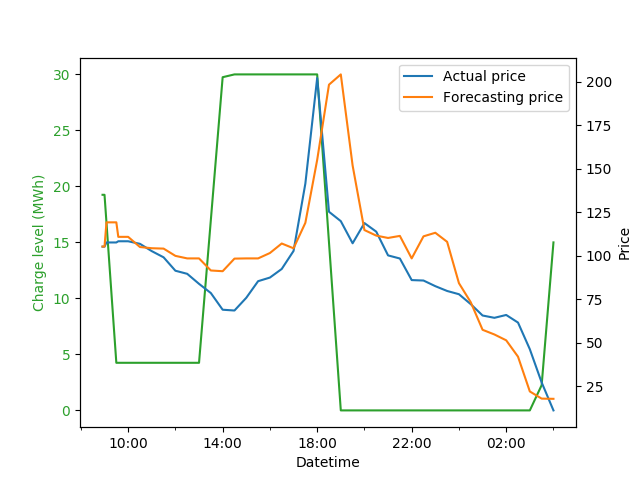 Actual price
Forecasting price
30
25
20
15
10
5
0
Charge level (MWh)
200
175
150
125
100
75
50
25
Price
10:00 14:00 18:00 22:00 02:00
Datetime